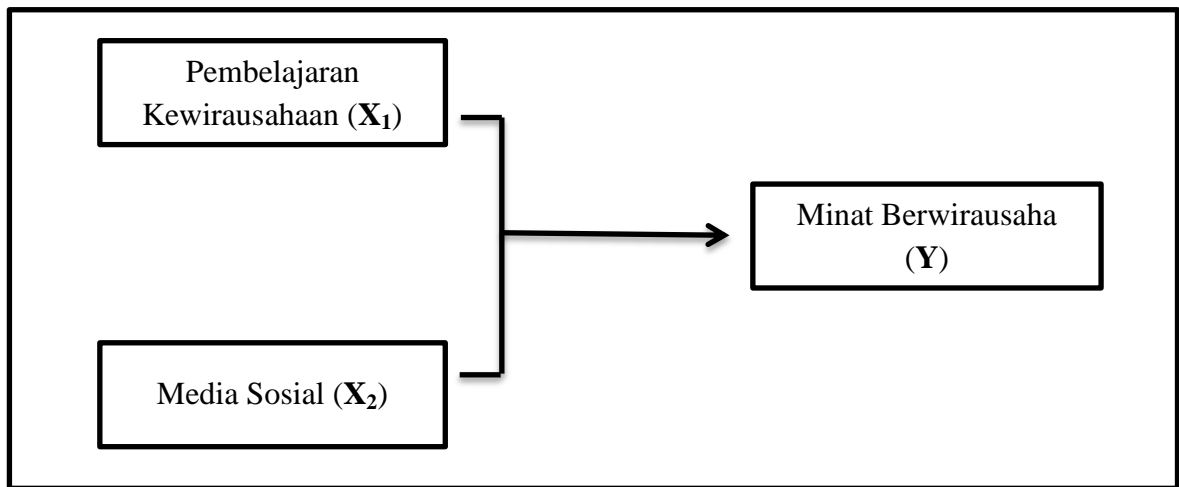 Pembelajaran
Kewirausahaan (X₁)
Minat Berwirausaha
(Y)
Media Sosial (X₂)